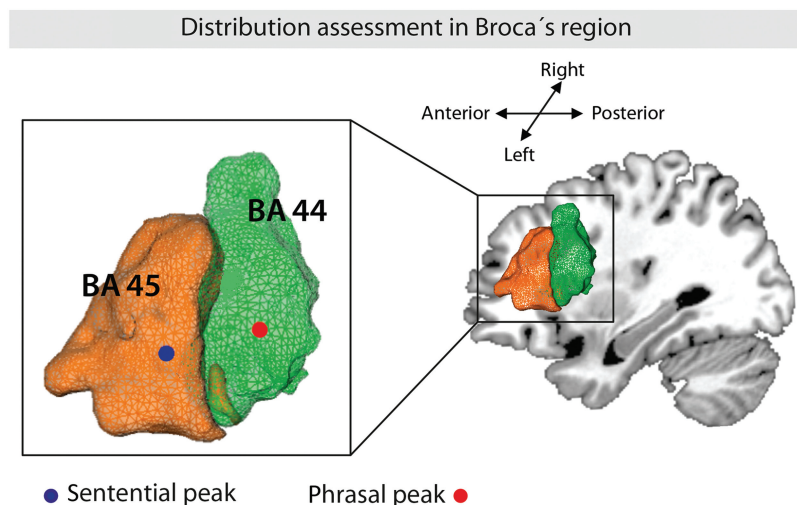 Distribution assessment in Broca´s region
Right
Anterior
Posterior
Left
BA 44
BA 45
Sentential peak
Phrasal peak